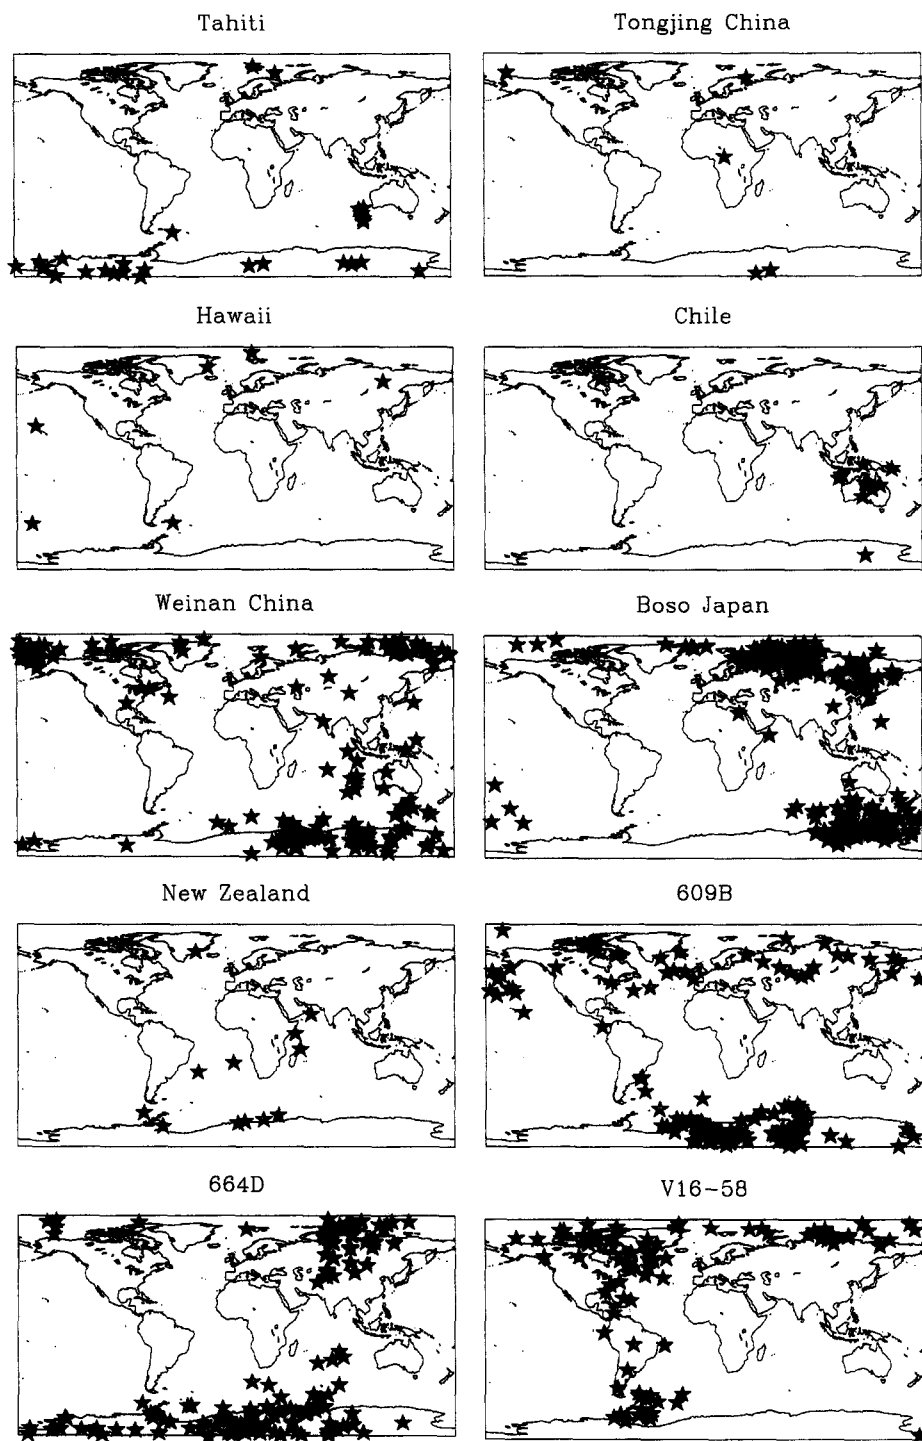 Tahiti
Tongjing China
Hawaii
Chile
Weinan China
Boso Japan
New Zealand
609B
664D
V16-58